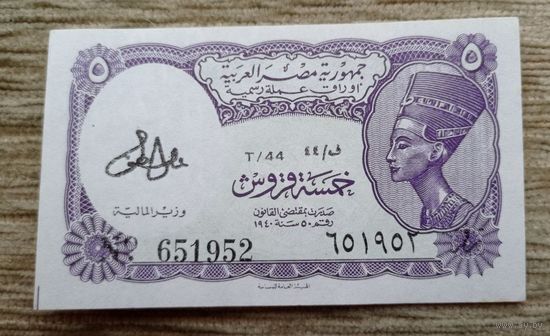 جمهورية مصر العربية
٥
٥
أوراق عملة رسمية
T/44 ف/٤٤
خمسة قروش
وزير المالية
صدرت بمقتضى القانون
رقم ٥٠ سنة ١٩٤٠
651952
٦٥١٩٥٢